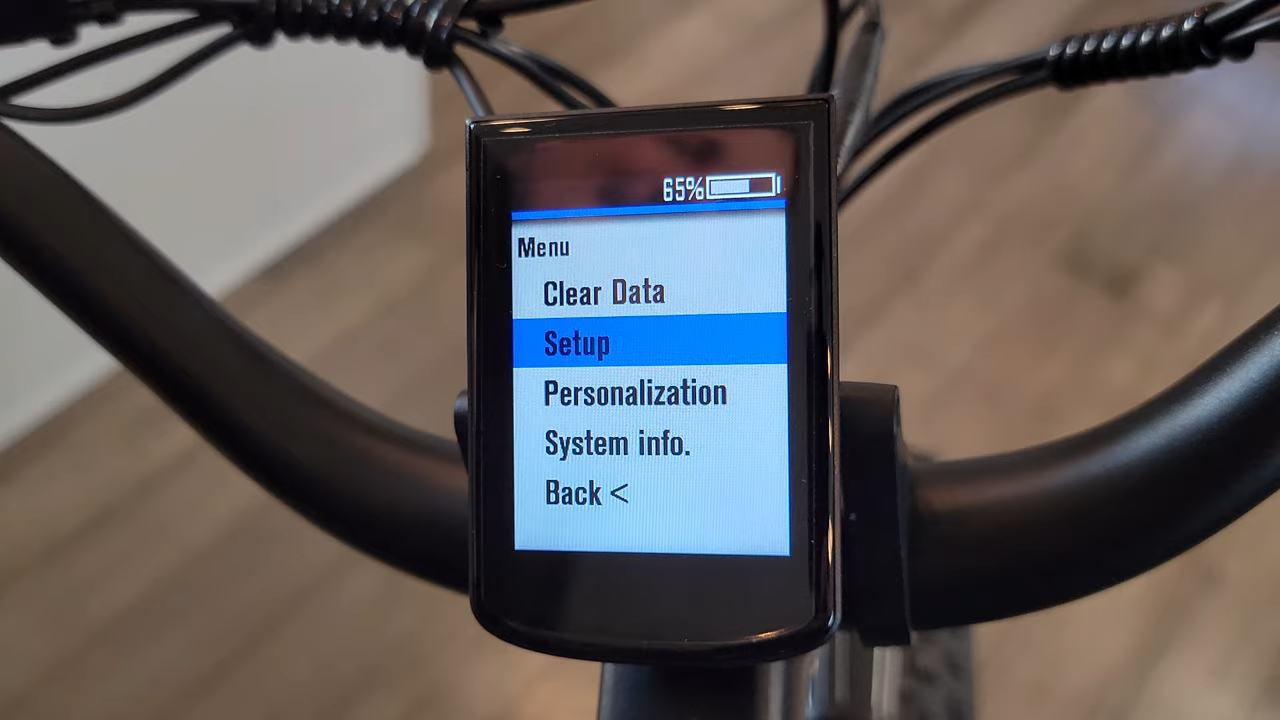 65%
Menu
Clear Data
Setup
Personalization
System info.
Back <